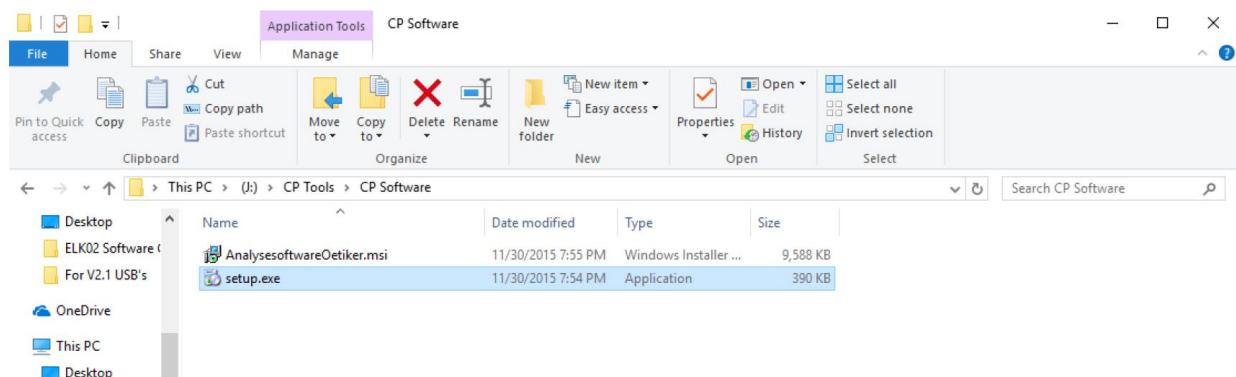 Application Tools CP Software
File Home Share View Manage
Pin to Quick access
Copy
Paste
Cut
Copy path
Paste shortcut
Clipboard
Move to
Copy to
Delete
Rename
Organize
New folder
New item
Easy access
New
Properties
Open
Edit
History
Open
Select all
Select none
Invert selection
Select
This PC > (J:) > CP Tools > CP Software
Search CP Software
Desktop
ELK02 Software
For V2.1 USB's
OneDrive
This PC
Desktop
Name Date modified Type Size
AnalysesoftwareOetiker.msi 11/30/2015 7:55 PM Windows Installer ... 9,588 KB
setup.exe 11/30/2015 7:54 PM Application 390 KB